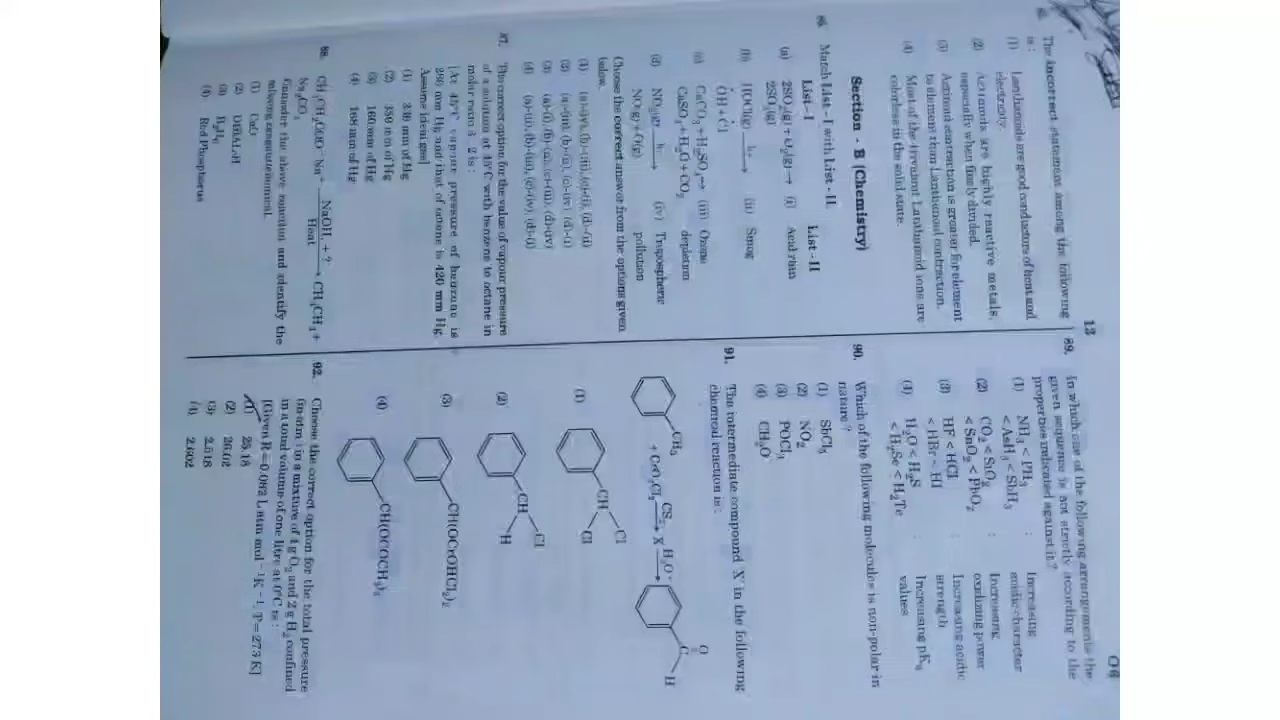 13
06
85. The incorrect statement among the following
is :
(1) Lanthanoids are good conductors of heat and
electricity.
(2) Actinoids are highly reactive metals,
especially when finely divided.
(3) Actinoid contraction is greater for element
to element than Lanthanoid contraction.
(4) Most of the trivalent Lanthanoid ions are
colorless in the solid state.
Section - B (Chemistry)
86. Match List - I with List - II.
List - I List - II
(a) 2SO₂(g) + O₂(g) → (i) Acid rain
2SO₃(g)
(b) HOCl(g) hν→ (ii) Smog
ȮH + Ċl
(c) CaCO₃ + H₂SO₄ → (iii) Ozone
CaSO₄ + H₂O + CO₂ depletion
(d) NO₂(g) hν→ (iv) Tropospheric
NO(g) + O(g) pollution
Choose the correct answer from the options given
below.
(1) (a)-(iv), (b)-(iii), (c)-(i), (d)-(ii)
(2) (a)-(iii), (b)-(ii), (c)-(iv), (d)-(i)
(3) (a)-(i), (b)-(ii), (c)-(iii), (d)-(iv)
(4) (a)-(ii), (b)-(iii), (c)-(iv), (d)-(i)
87. The correct option for the value of vapour pressure
of a solution at 45°C with benzene to octane in
molar ratio 3 : 2 is :
[At 45°C vapour pressure of benzene is
280 mm Hg and that of octane is 420 mm Hg.
Assume ideal gas]
(1) 336 mm of Hg
(2) 350 mm of Hg
(3) 160 mm of Hg
(4) 168 mm of Hg
88. CH₃CH₂COO⁻Na⁺ NaOH, + ? → CH₃CH₃ +
Heat
Na₂CO₃
Consider the above reaction and identify the
missing reagent/chemical.
(1) CaO
(2) DIBAL-H
(3) B₂H₆
(4) Red Phosphorus
89. In which one of the following arrangements the
given sequence is not strictly according to the
properties indicated against it ?
(1) NH₃ < PH₃ : Increasing
< AsH₃ < SbH₃ acidic character
(2) CO₂ < SiO₂ : Increasing
< SnO₂ < PbO₂ oxidizing power
(3) HF < HCl : Increasing acidic
< HBr < HI strength
(4) H₂O < H₂S : Increasing pKₐ
< H₂Se < H₂Te values
90. Which of the following molecules is non-polar in
nature ?
(1) SbCl₅
(2) NO₂
(3) POCl₃
(4) CH₂O
91. The intermediate compound 'X' in the following
chemical reaction is :
CH₃ + CrO₂Cl₂ CS₂→ X H₃O⁺→ O C H
(1) CH Cl Cl
(2) CH Cl H
(3) CH(OCrOHCl₂)₂
(4) CH(OCOCH₃)₂
92. Choose the correct option for the total pressure
(in atm.) in a mixture of 4 g O₂ and 2 g H₂ confined
in a total volume of one litre at 0°C is :
[Given R = 0.082 L atm mol⁻¹K⁻¹, T = 273 K]
(1) 25.18
(2) 26.02
(3) 2.518
(4) 2.602